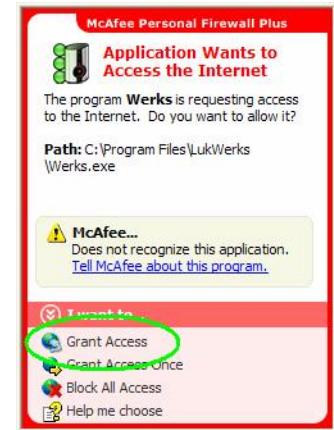 McAfee Personal Firewall Plus
Application Wants to
Access the Internet
The program Werks is requesting access
to the Internet. Do you want to allow it?
Path: C:\Program Files\LukWerks
\Werks.exe
McAfee...
Does not recognize this application.
Tell McAfee about this program.
I want to...
Grant Access
Grant Access Once
Block All Access
Help me choose